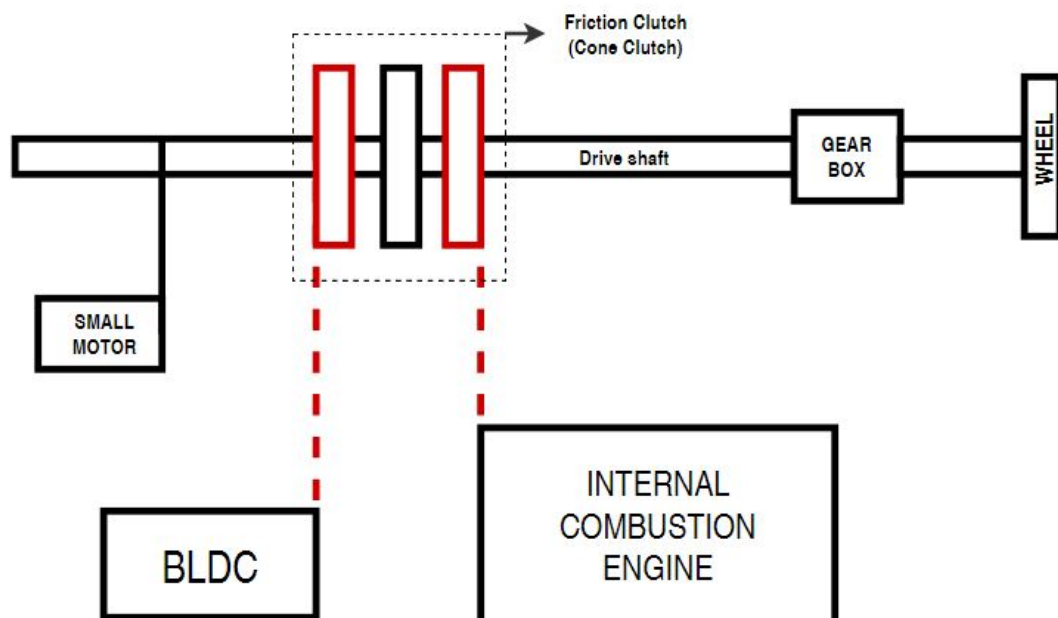 Friction Clutch
(Cone Clutch)
Drive shaft
GEAR
BOX
WHEEL
SMALL
MOTOR
BLDC
INTERNAL
COMBUSTION
ENGINE